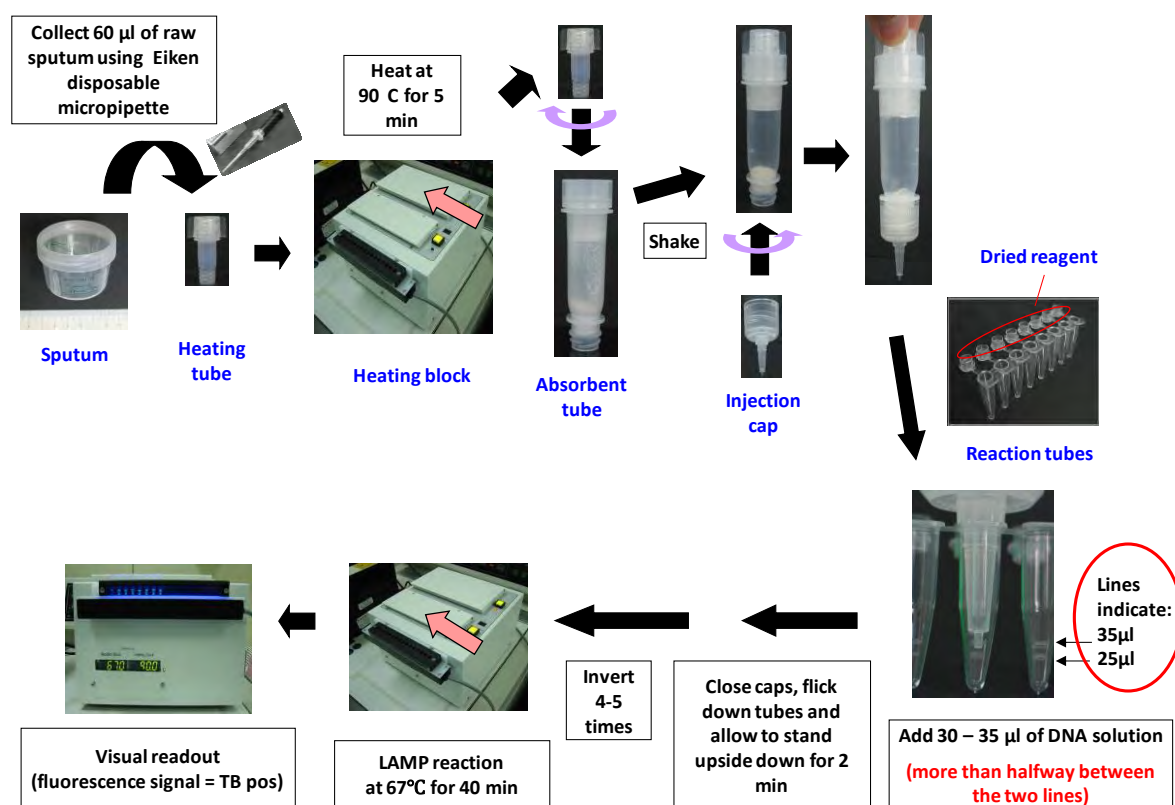 Collect 60 µl of raw
sputum using Eiken
disposable
micropipette
Heat at
90 C for 5
min
Shake
Sputum
Heating
tube
Heating block
Absorbent
tube
Injection
cap
Dried reagent
Reaction tubes
Lines
indicate:
35µl
25µl
Add 30 – 35 µl of DNA solution
(more than halfway between
the two lines)
Close caps, flick
down tubes and
allow to stand
upside down for 2
min
Invert
4-5
times
LAMP reaction
at 67℃ for 40 min
67.0 90.0
Visual readout
(fluorescence signal = TB pos)